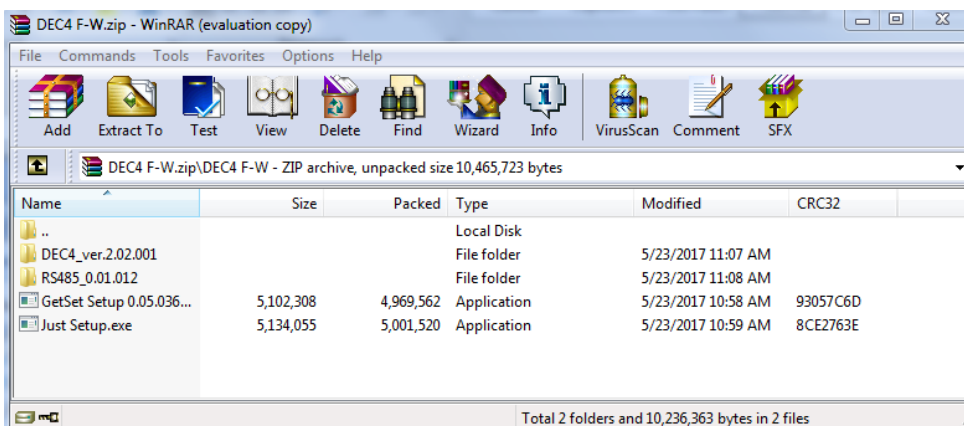 DEC4 F-W.zip - WinRAR (evaluation copy)
File Commands Tools Favorites Options Help
Add Extract To Test View Delete Find Wizard Info VirusScan Comment SFX
DEC4 F-W.zip\DEC4 F-W - ZIP archive, unpacked size 10,465,723 bytes
Name Size Packed Type Modified CRC32
.. Local Disk
DEC4_ver.2.02.001 File folder 5/23/2017 11:07 AM
RS485_0.01.012 File folder 5/23/2017 11:08 AM
GetSet Setup 0.05.036... 5,102,308 4,969,562 Application 5/23/2017 10:58 AM 93057C6D
Just Setup.exe 5,134,055 5,001,520 Application 5/23/2017 10:59 AM 8CE2763E
Total 2 folders and 10,236,363 bytes in 2 files